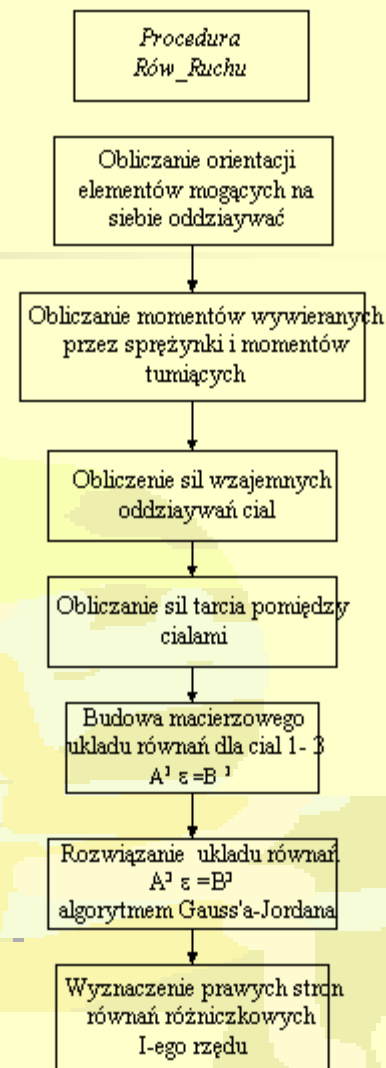 Procedura
Rów_Ruchu
Obliczanie orientacji
elementów mogących na
siebie oddziaywać
Obliczanie momentów wywieranych
przez sprężynki i momentów
tumiących
Obliczenie sil wzajemnych
oddziaywań cial
Obliczanie sil tarcia pomiędzy
cialami
Budowa macierzowego
ukladu równań dla cial 1- 3
A³ ε =B ³
Rozwiązanie ukladu równań
A³ ε =B³
algorytmem Gauss'a-Jordana
Wyznaczenie prawych stron
równań różniczkowych
I-ego rzędu